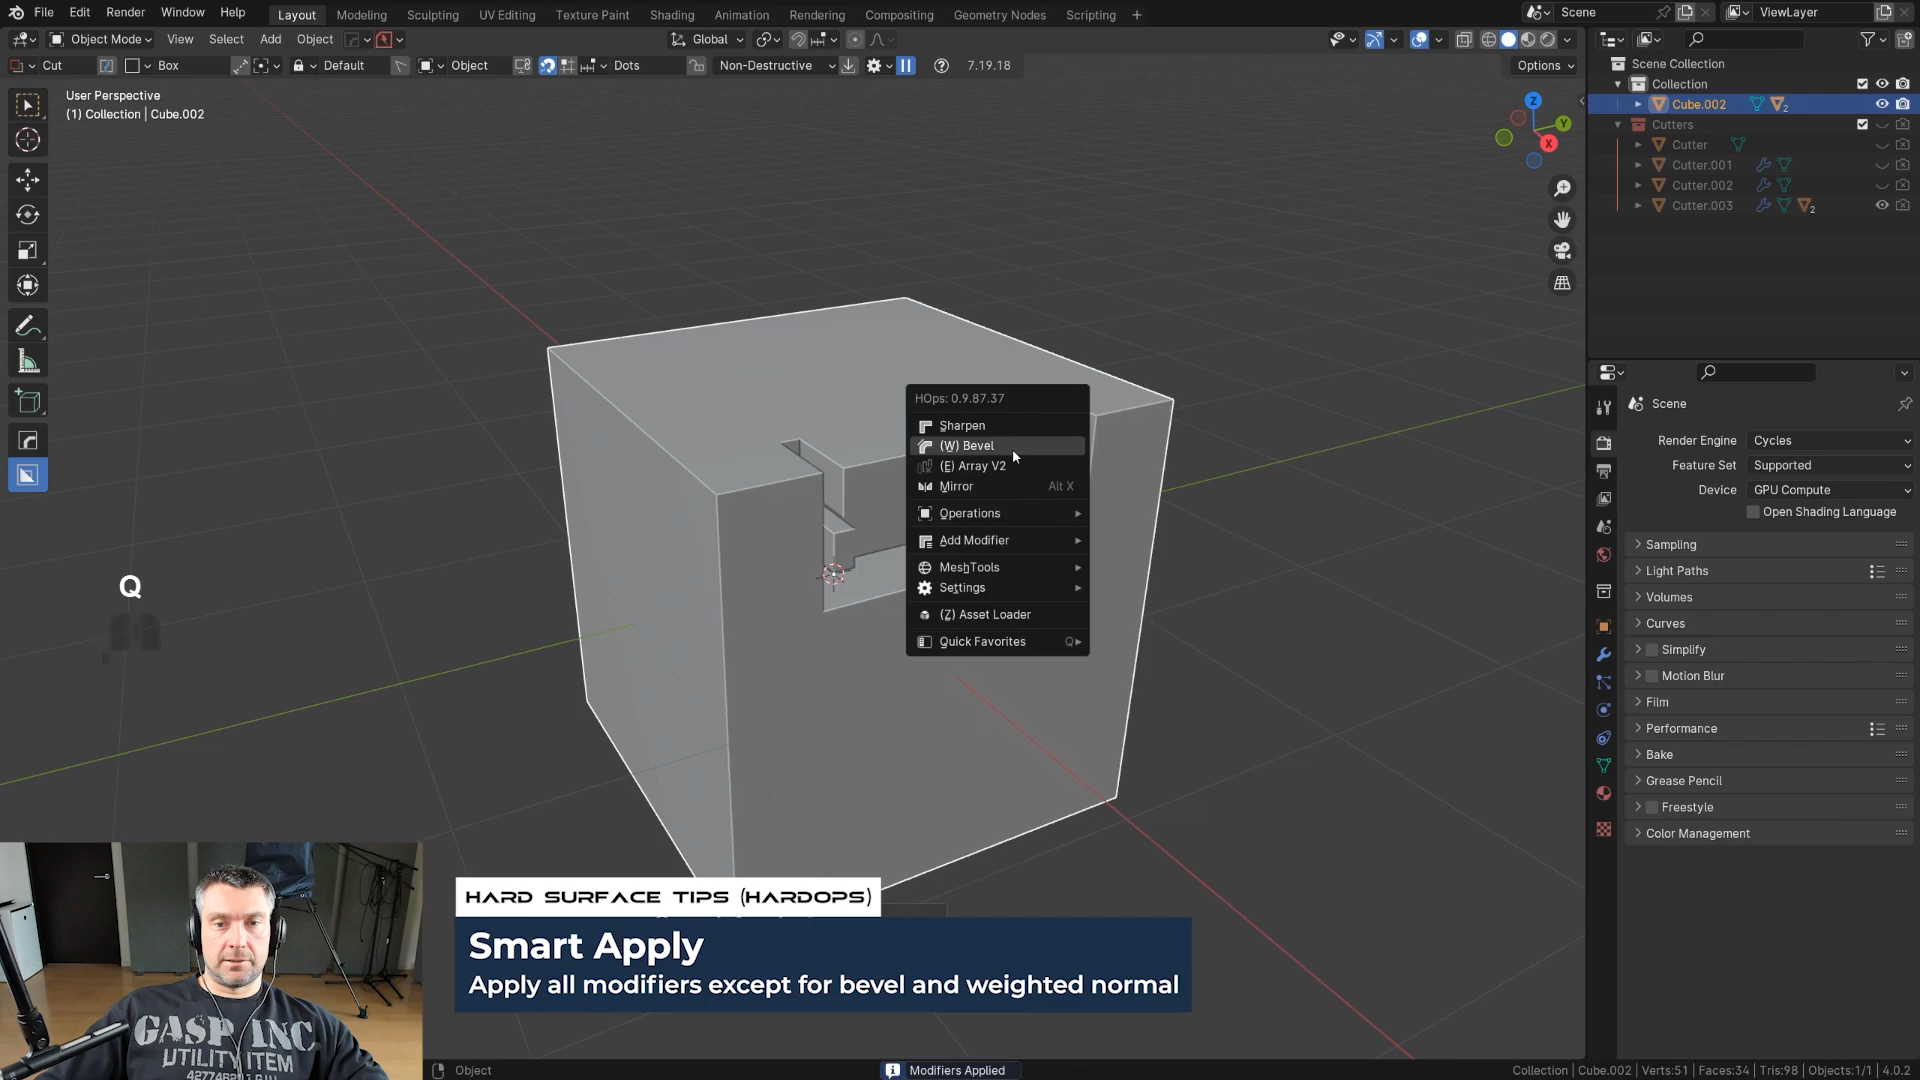 File Edit Render Window Help Layout Modeling Sculpting UV Editing Texture Paint Shading Animation Rendering Compositing Geometry Nodes Scripting + Scene ViewLayer
Object Mode View Select Add Object Global
Cut Box Default Object Dots Non-Destructive 7.19.18 Options
User Perspective
(1) Collection | Cube.002
Z
Y
X
HOps: 0.9.87.37
Sharpen
(W) Bevel
(E) Array V2
Mirror Alt X
Operations
Add Modifier
MeshTools
Settings
(Z) Asset Loader
Quick Favorites Q
Q
Scene Collection
Collection
Cube.002 2
Cutters
Cutter
Cutter.001
Cutter.002
Cutter.003 2
Scene
Render Engine Cycles
Feature Set Supported
Device GPU Compute
Open Shading Language
Sampling
Light Paths
Volumes
Curves
Simplify
Motion Blur
Film
Performance
Bake
Grease Pencil
Freestyle
Color Management
HARD SURFACE TIPS (HARDOPS)
Smart Apply
Apply all modifiers except for bevel and weighted normal
GASP INC.
UTILITY ITEM
Object Modifiers Applied Collection | Cube.002 | Verts:51 | Faces:34 | Tris:98 | Objects:1/1 | 4.0.2